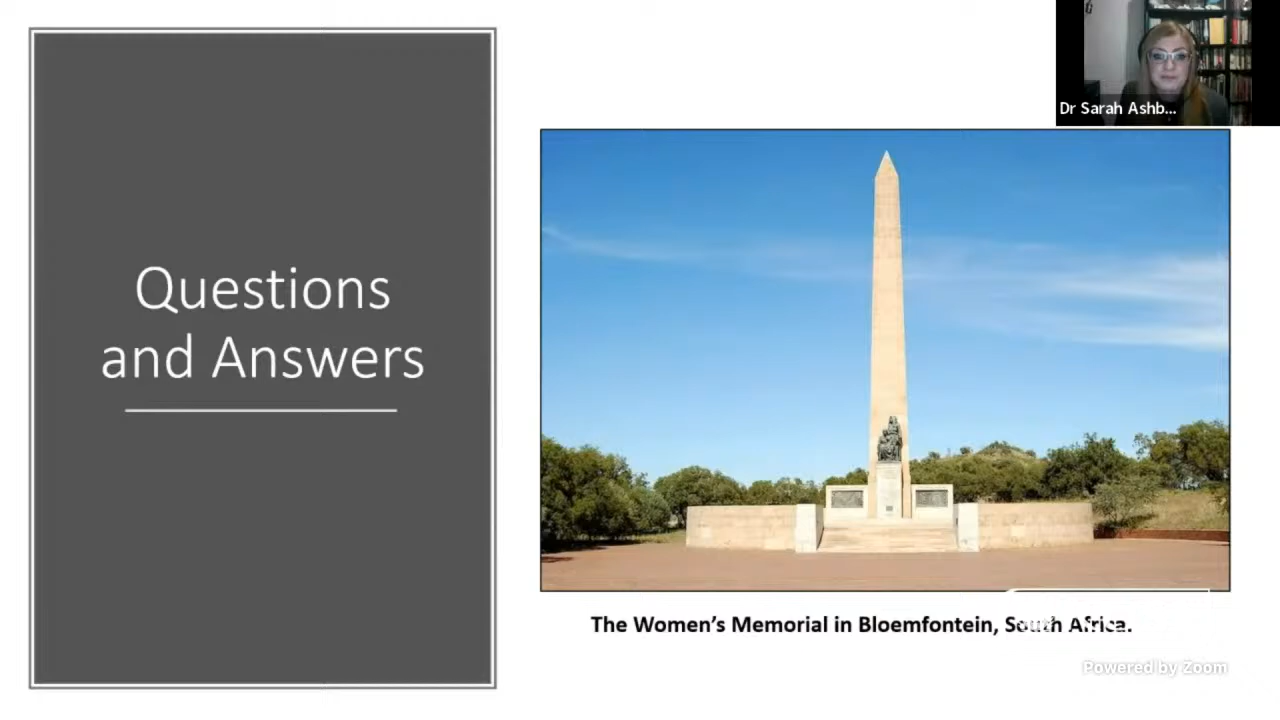 Questions
and Answers
Dr Sarah Ashb...
The Women's Memorial in Bloemfontein, South Africa.
Powered by Zoom